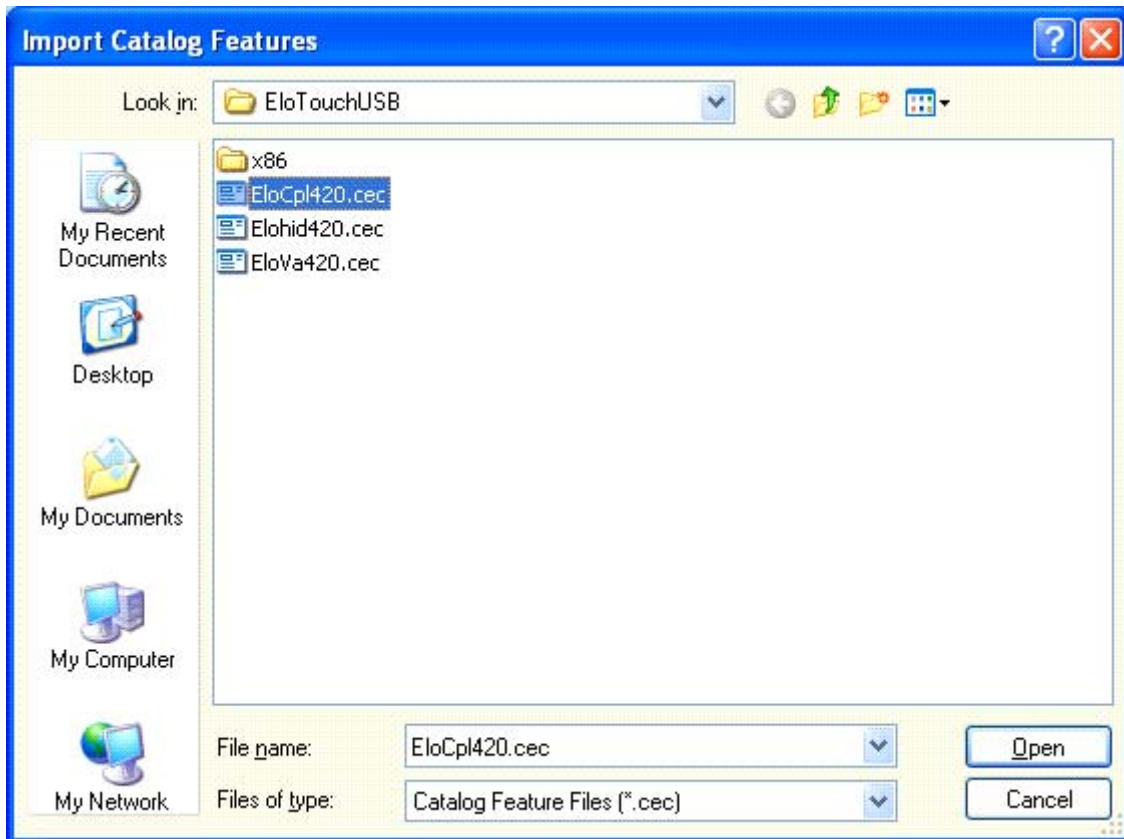 Import Catalog Features
Look in: EloTouchUSB
x86
EloCpl420.cec
Elohid420.cec
EloVa420.cec
My Recent
Documents
Desktop
My Documents
My Computer
My Network
File name: EloCpl420.cec Open
Files of type: Catalog Feature Files (*.cec) Cancel